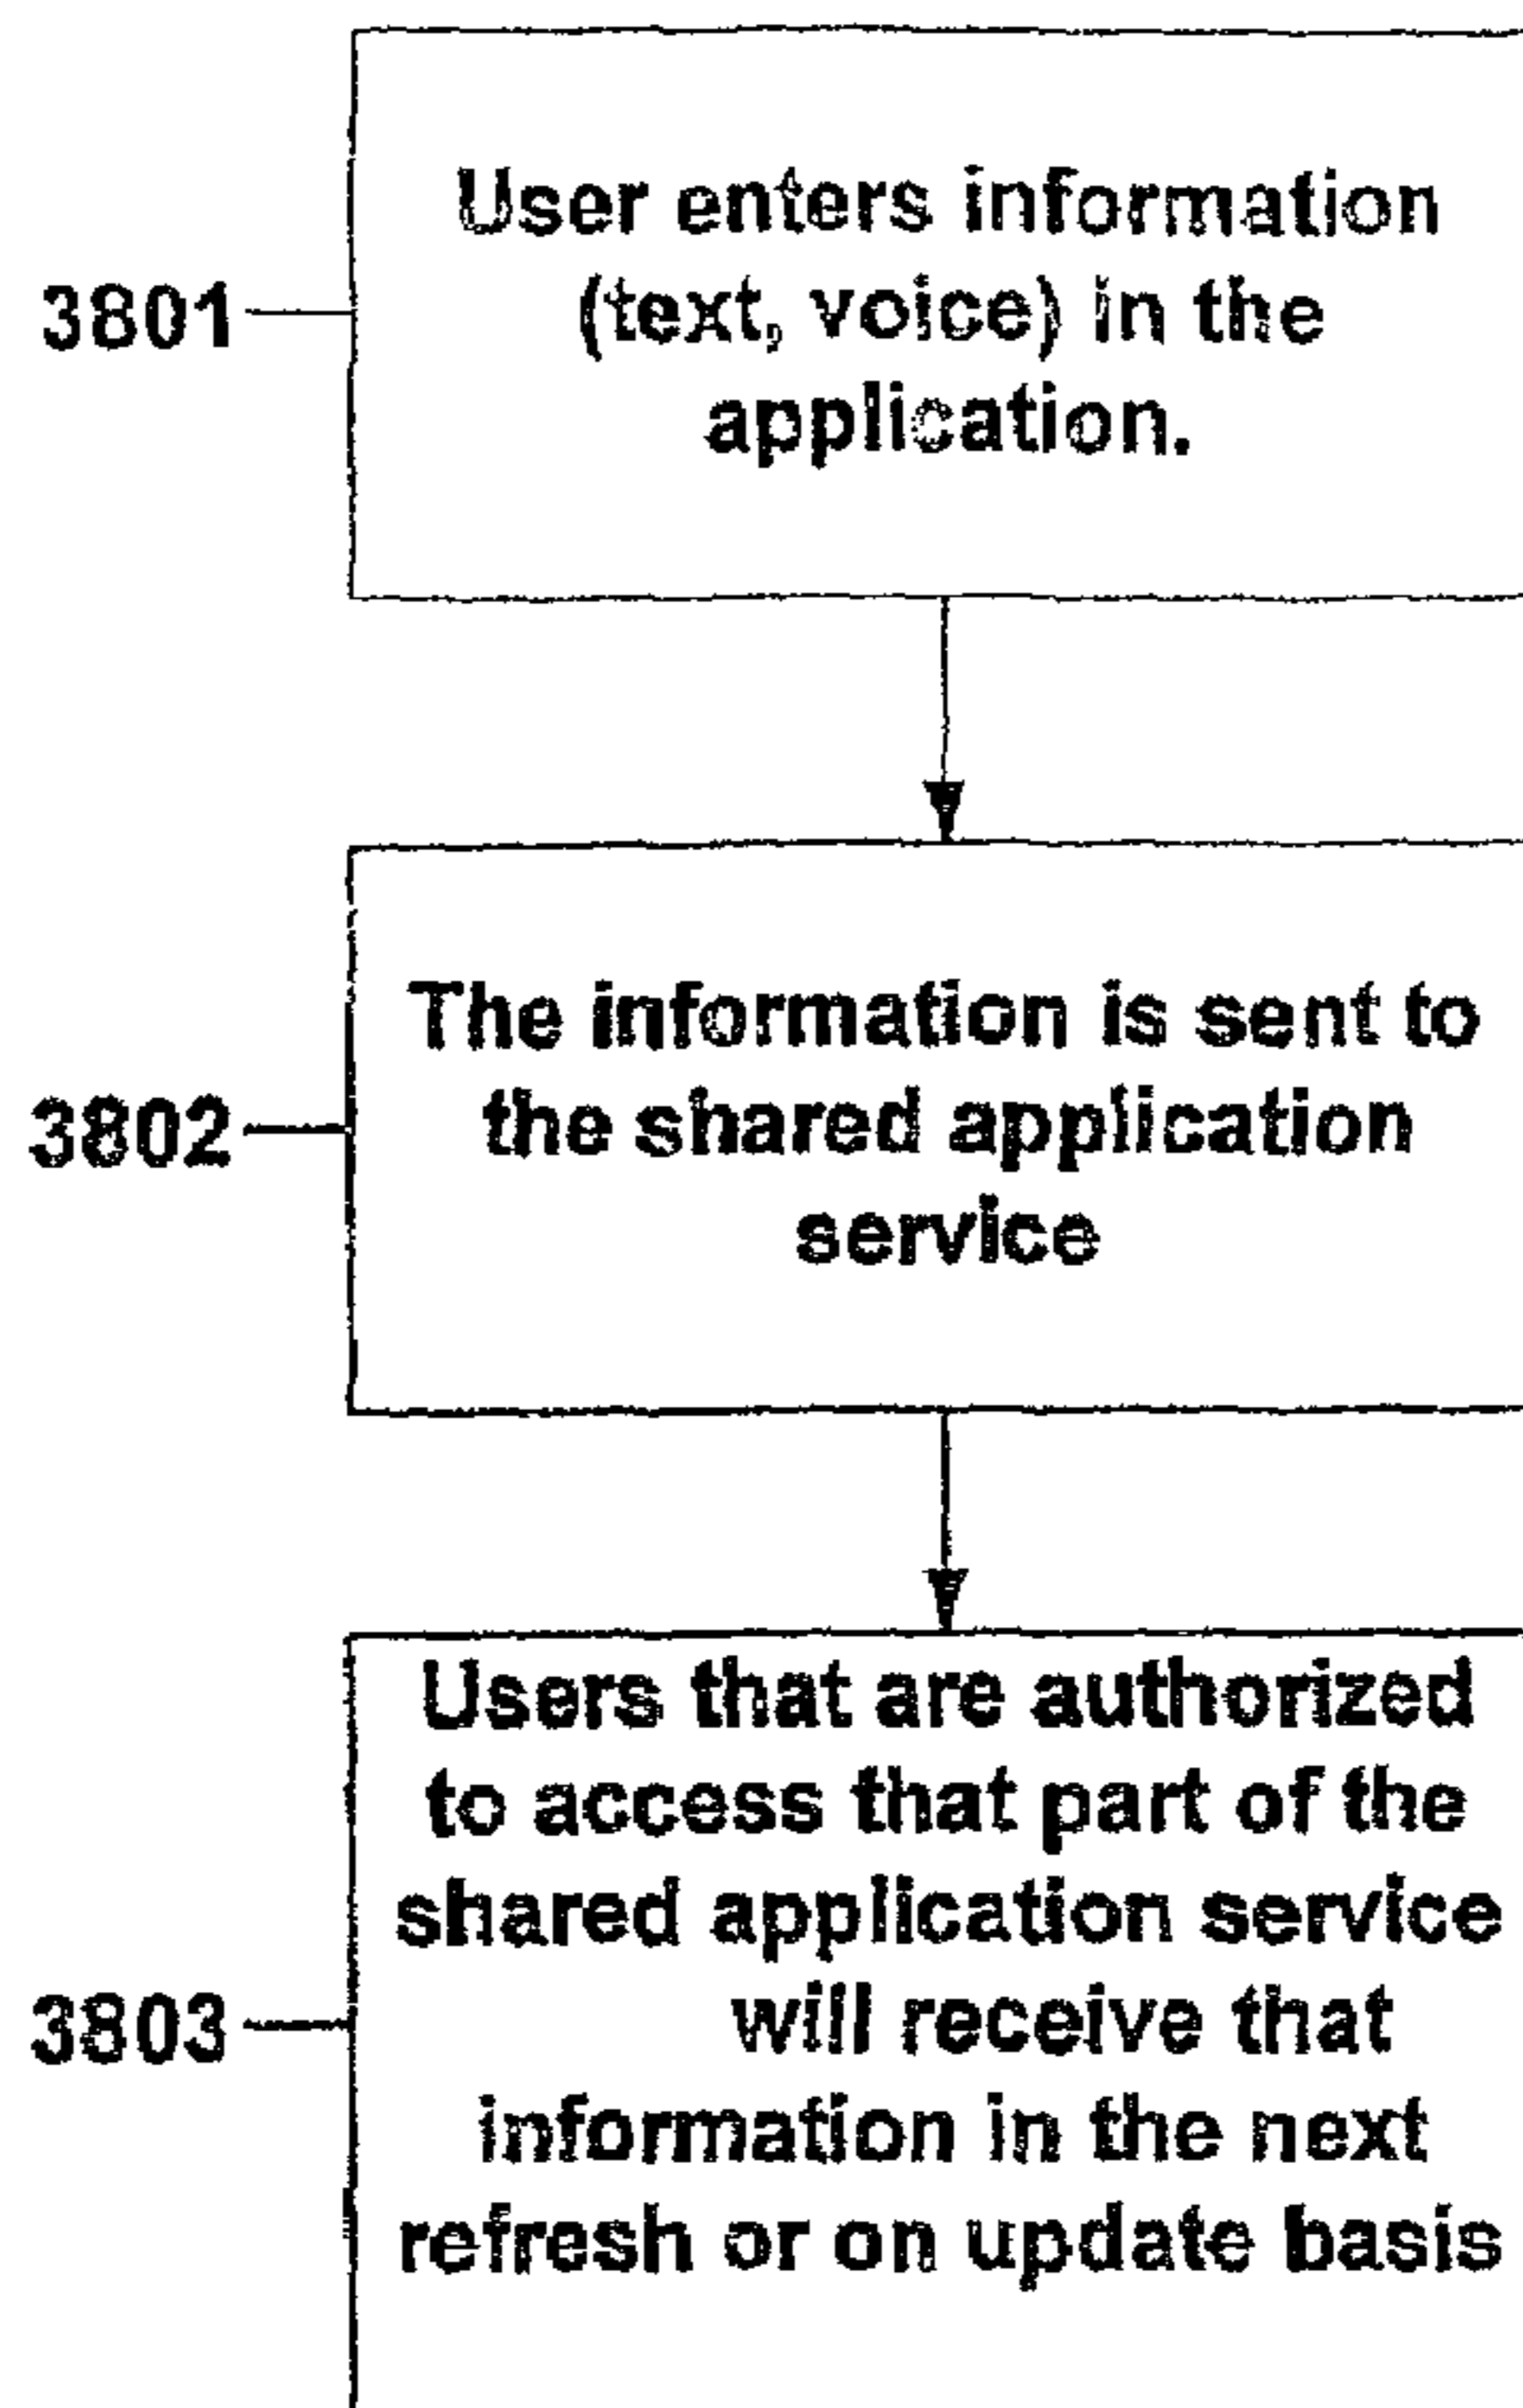 User enters information
3801
(text, voice) in the
application.
The information is sent to
3802
the shared application
service
Users that are authorized
to access that part of the
shared application service
3803
will receive that
information in the next
refresh or on update basis